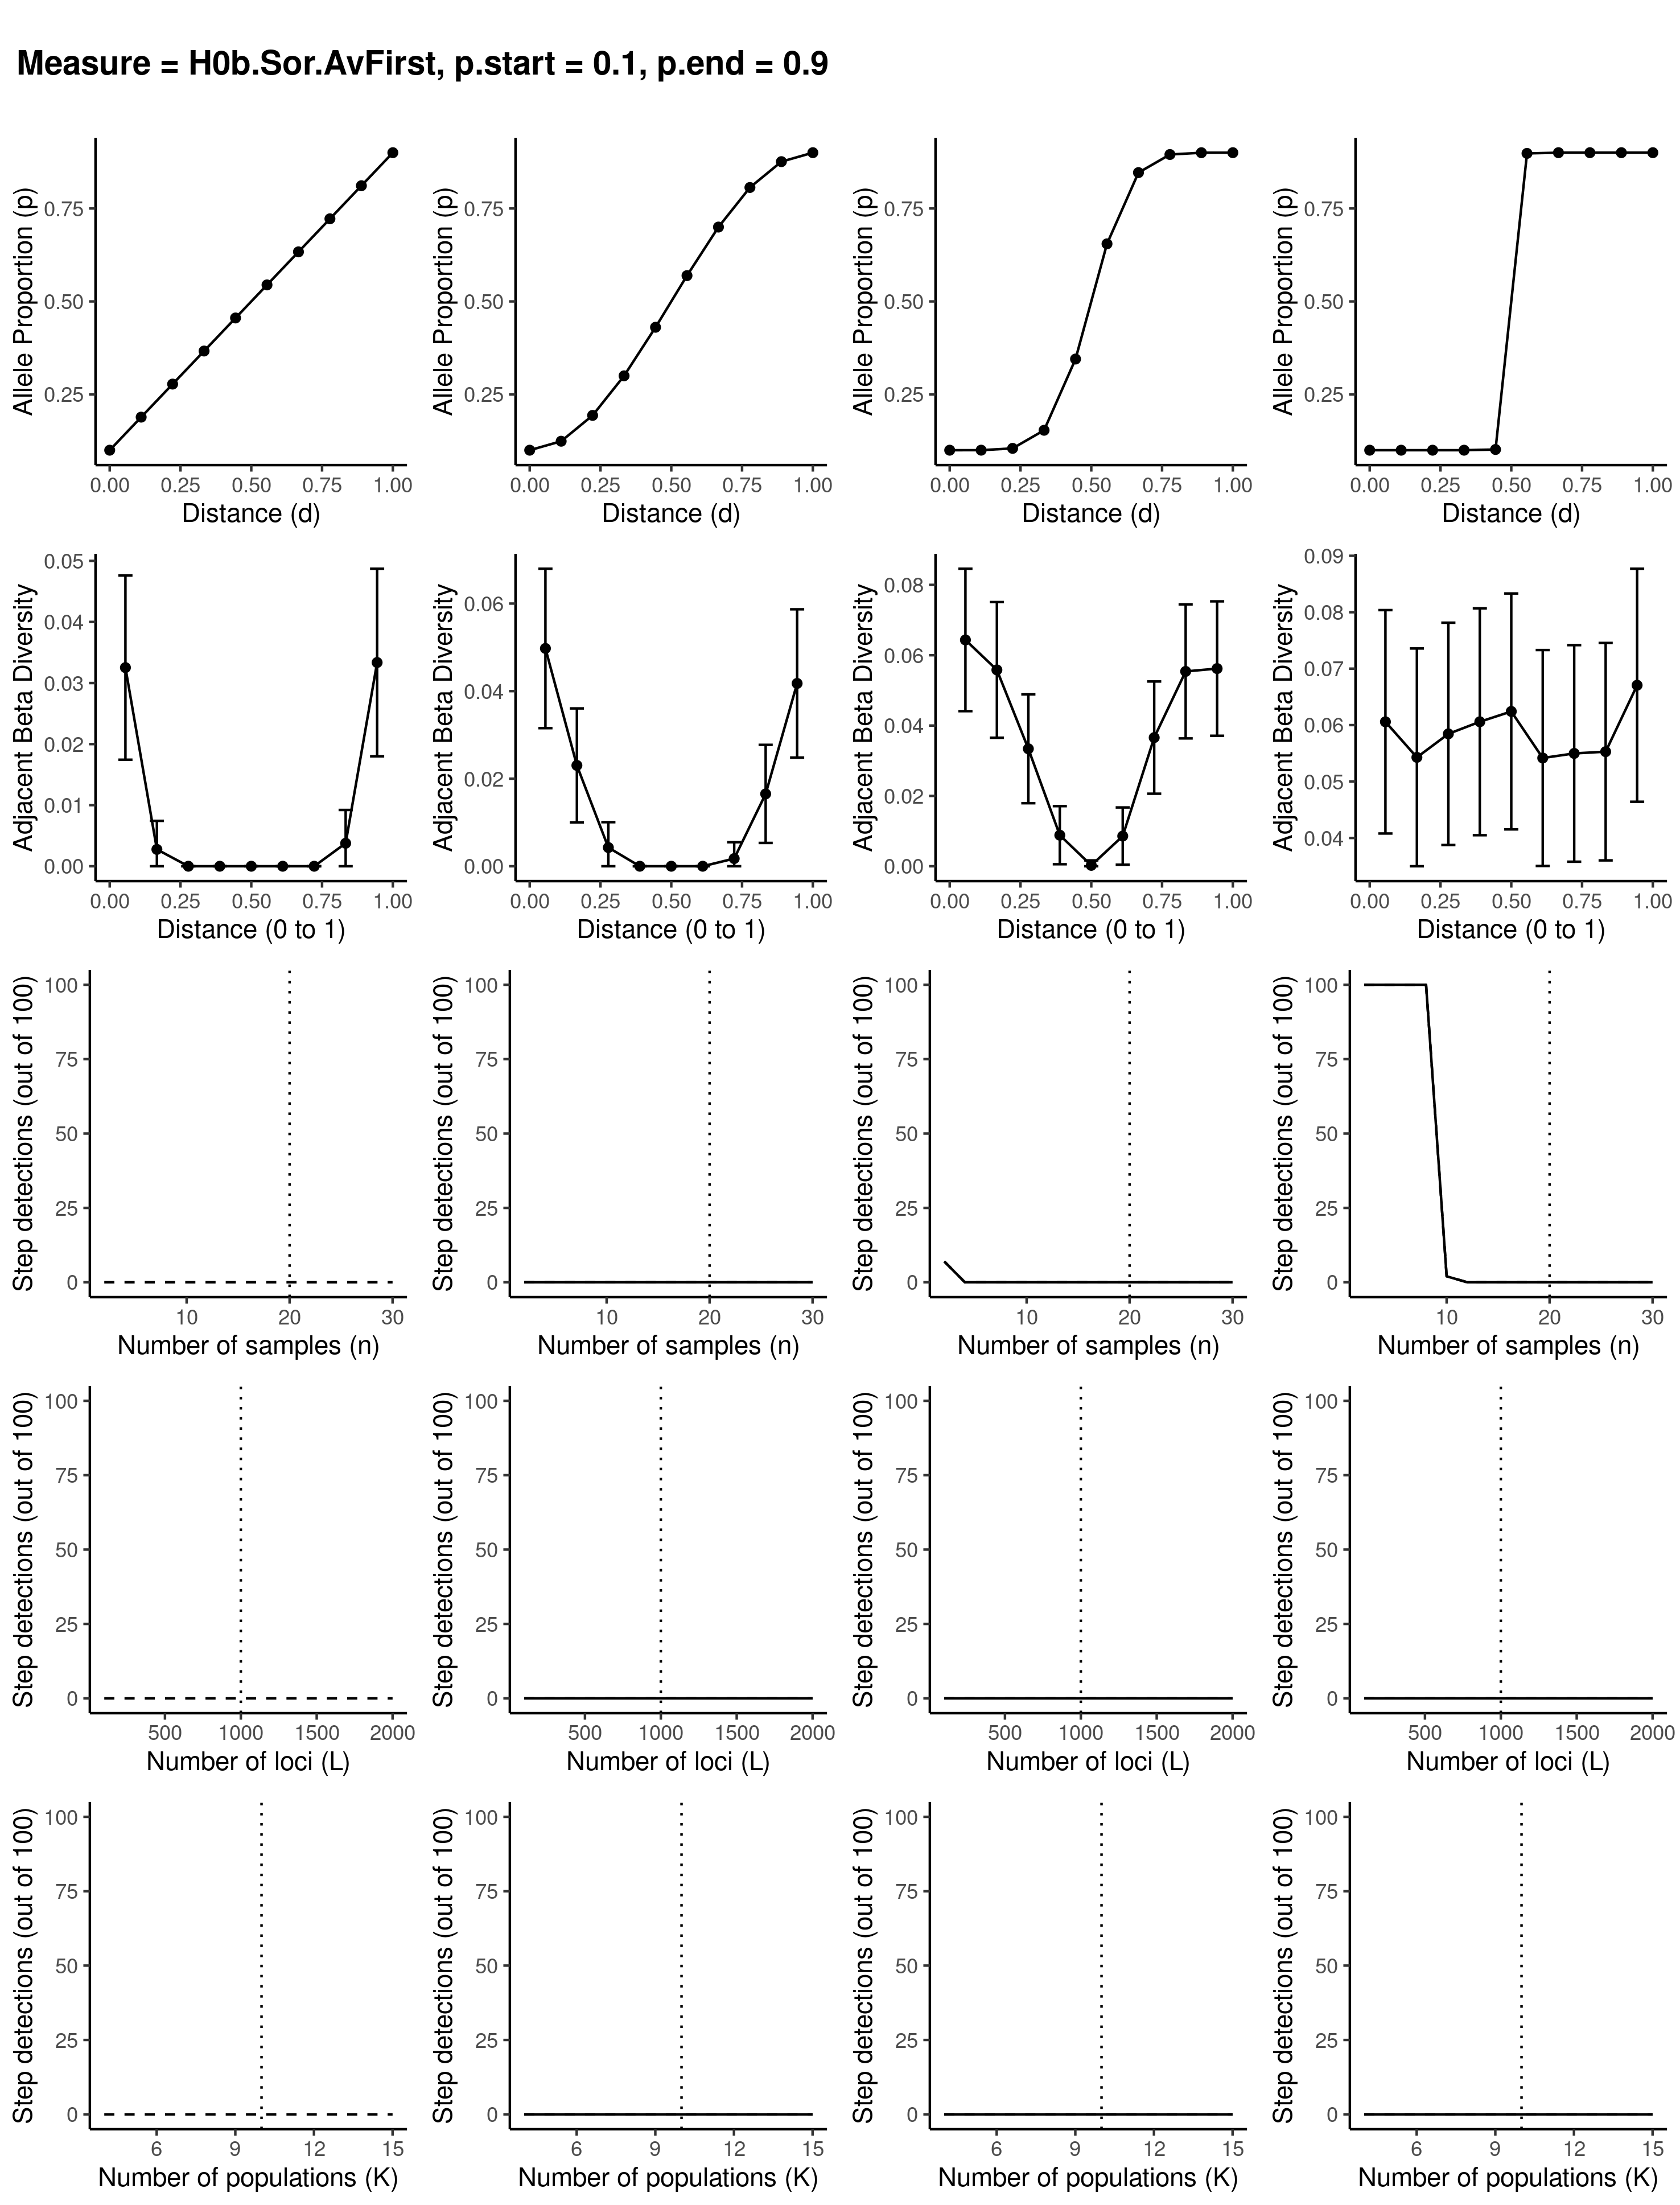 Measure = H0b.Sor.AvFirst, p.start = 0.1, p.end = 0.9
Allele Proportion (p)
0.75
0.50
0.25
0.00 0.25 0.50 0.75 1.00
Distance (d)
Allele Proportion (p)
0.75
0.50
0.25
0.00 0.25 0.50 0.75 1.00
Distance (d)
Allele Proportion (p)
0.75
0.50
0.25
0.00 0.25 0.50 0.75 1.00
Distance (d)
Allele Proportion (p)
0.75
0.50
0.25
0.00 0.25 0.50 0.75 1.00
Distance (d)
Adjacent Beta Diversity
0.05
0.04
0.03
0.02
0.01
0.00
0.00 0.25 0.50 0.75 1.00
Distance (0 to 1)
Adjacent Beta Diversity
0.06
0.04
0.02
0.00
0.00 0.25 0.50 0.75 1.00
Distance (0 to 1)
Adjacent Beta Diversity
0.08
0.06
0.04
0.02
0.00
0.00 0.25 0.50 0.75 1.00
Distance (0 to 1)
Adjacent Beta Diversity
0.09
0.08
0.07
0.06
0.05
0.04
0.00 0.25 0.50 0.75 1.00
Distance (0 to 1)
Step detections (out of 100)
100
75
50
25
0
10 20 30
Number of samples (n)
Step detections (out of 100)
100
75
50
25
0
10 20 30
Number of samples (n)
Step detections (out of 100)
100
75
50
25
0
10 20 30
Number of samples (n)
Step detections (out of 100)
100
75
50
25
0
10 20 30
Number of samples (n)
Step detections (out of 100)
100
75
50
25
0
500 1000 1500 2000
Number of loci (L)
Step detections (out of 100)
100
75
50
25
0
500 1000 1500 2000
Number of loci (L)
Step detections (out of 100)
100
75
50
25
0
500 1000 1500 2000
Number of loci (L)
Step detections (out of 100)
100
75
50
25
0
500 1000 1500 2000
Number of loci (L)
Step detections (out of 100)
100
75
50
25
0
6 9 12 15
Number of populations (K)
Step detections (out of 100)
100
75
50
25
0
6 9 12 15
Number of populations (K)
Step detections (out of 100)
100
75
50
25
0
6 9 12 15
Number of populations (K)
Step detections (out of 100)
100
75
50
25
0
6 9 12 15
Number of populations (K)